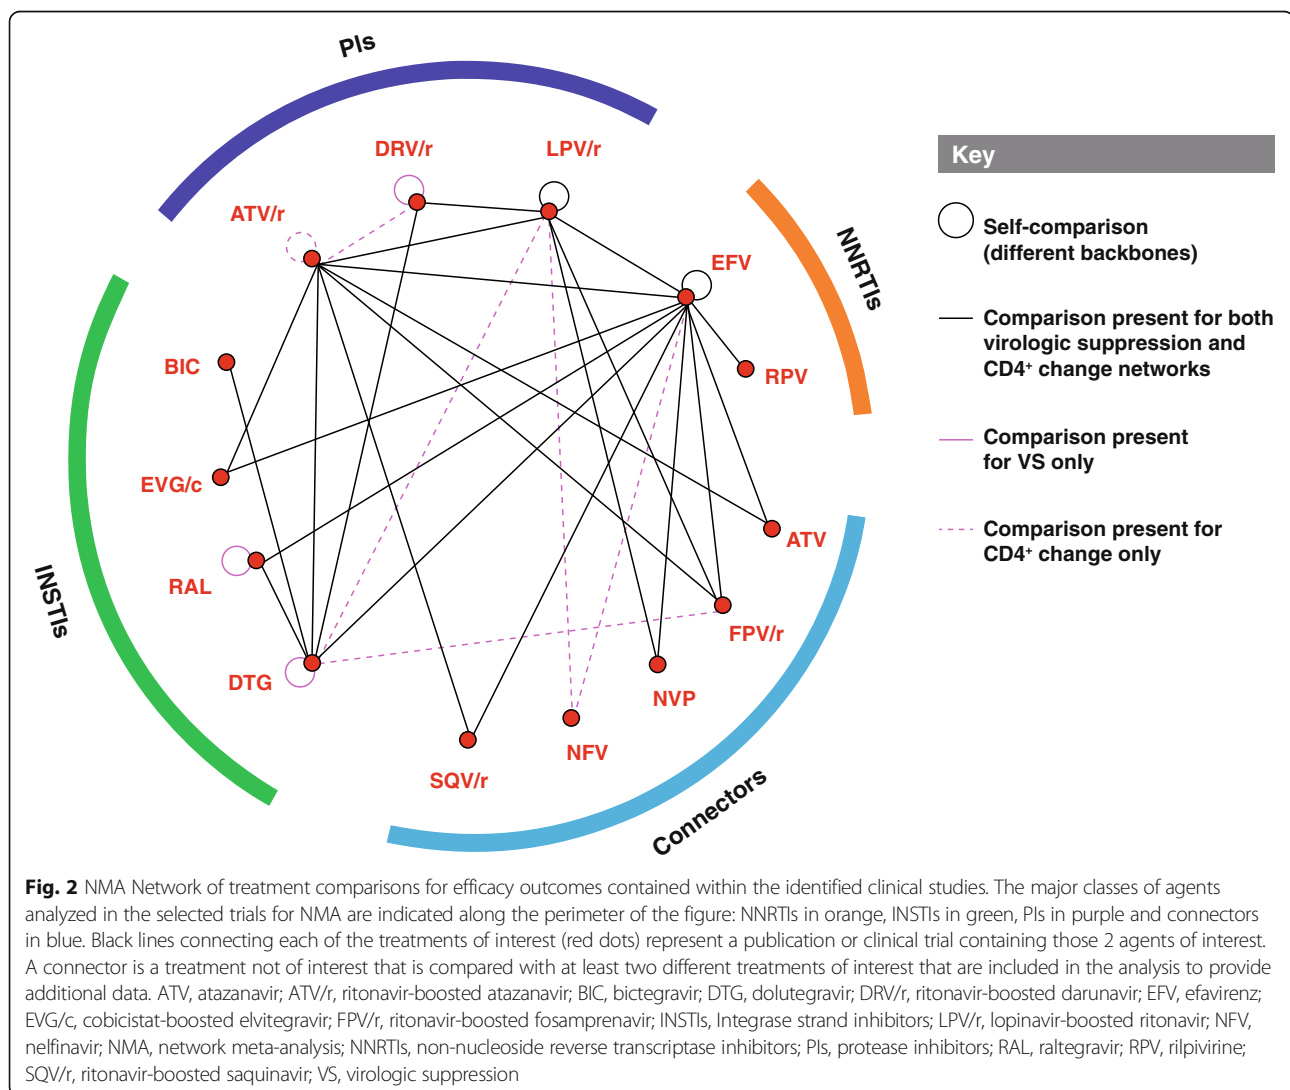 PIs
DRV/r
LPV/r
ATV/r
EFV
NNRTIs
BIC
RPV
EVG/c
ATV
RAL
INSTIs
FPV/r
DTG
NVP
NFV
SQV/r
Connectors
Key
Self-comparison
(different backbones)
Comparison present for both
virologic suppression and
CD4⁺ change networks
Comparison present
for VS only
Comparison present for
CD4⁺ change only
Fig. 2 NMA Network of treatment comparisons for efficacy outcomes contained within the identified clinical studies. The major classes of agents
analyzed in the selected trials for NMA are indicated along the perimeter of the figure: NNRTIs in orange, INSTIs in green, PIs in purple and connectors
in blue. Black lines connecting each of the treatments of interest (red dots) represent a publication or clinical trial containing those 2 agents of interest.
A connector is a treatment not of interest that is compared with at least two different treatments of interest that are included in the analysis to provide
additional data. ATV, atazanavir; ATV/r, ritonavir-boosted atazanavir; BIC, bictegravir; DTG, dolutegravir; DRV/r, ritonavir-boosted darunavir; EFV, efavirenz;
EVG/c, cobicistat-boosted elvitegravir; FPV/r, ritonavir-boosted fosamprenavir; INSTIs, Integrase strand inhibitors; LPV/r, lopinavir-boosted ritonavir; NFV,
nelfinavir; NMA, network meta-analysis; NNRTIs, non-nucleoside reverse transcriptase inhibitors; PIs, protease inhibitors; RAL, raltegravir; RPV, rilpivirine;
SQV/r, ritonavir-boosted saquinavir; VS, virologic suppression